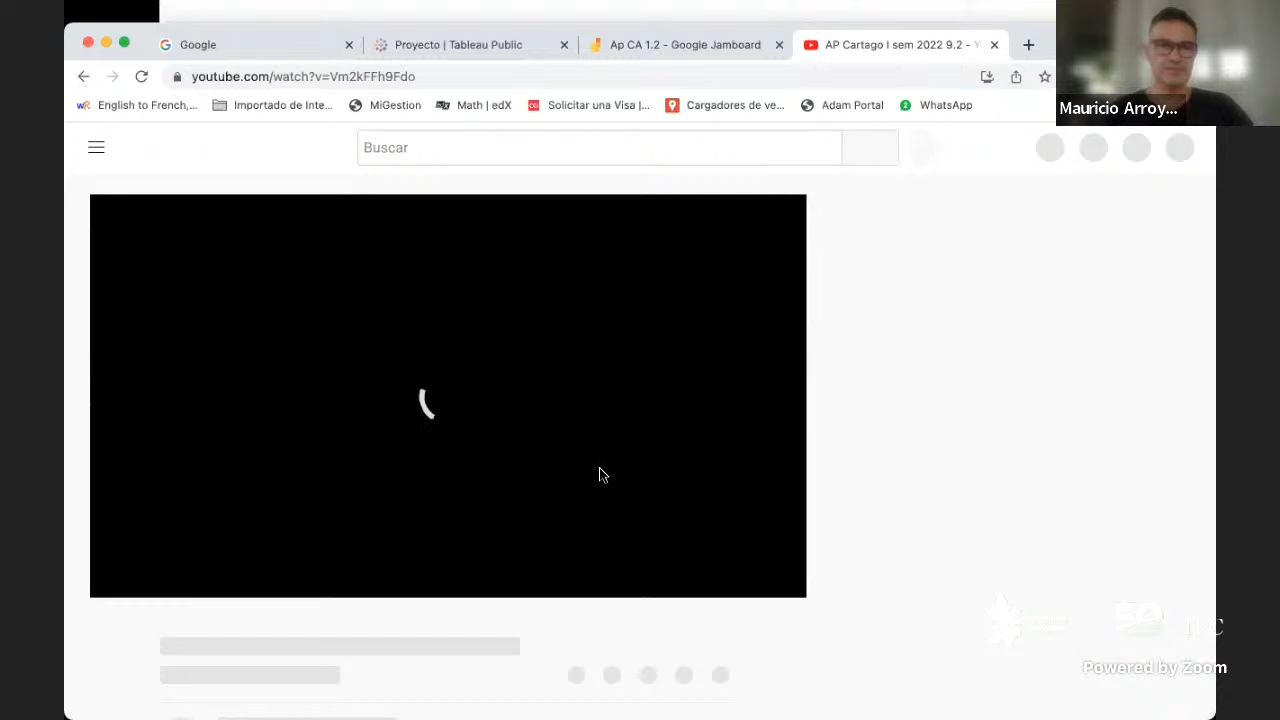 Google
Proyecto | Tableau Public
Ap CA 1.2 - Google Jamboard
AP Cartago I sem 2022 9.2 - Y
youtube.com/watch?v=Vm2kFFh9Fdo
English to French,...
Importado de Inte...
MiGestion
Math | edX
Solicitar una Visa |...
Cargadores de ve...
Adam Portal
WhatsApp
Mauricio Arroy...
Buscar
50
Powered by Zoom